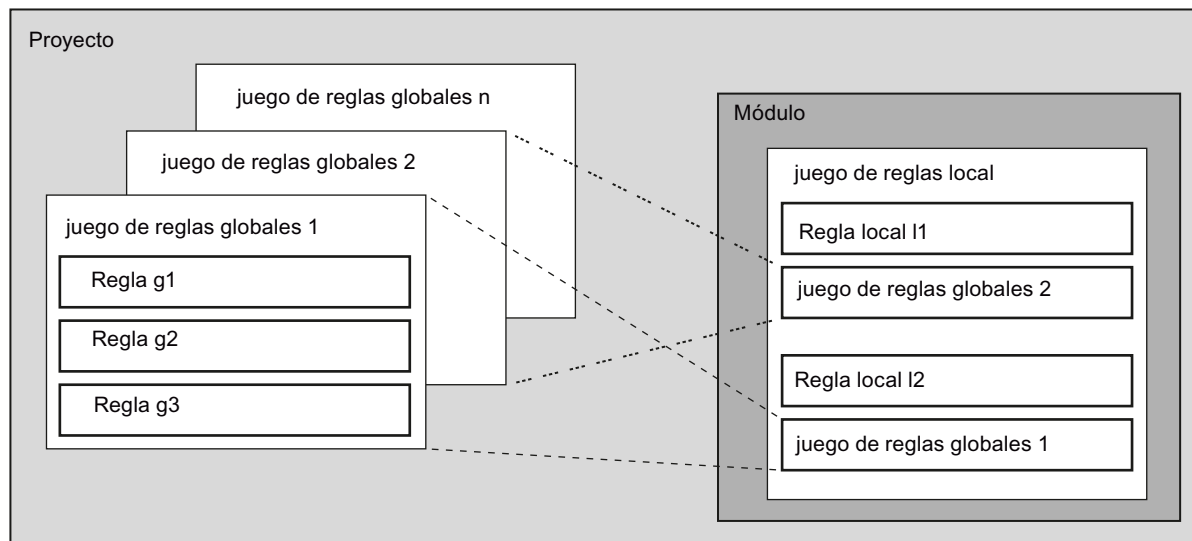 Proyecto
juego de reglas globales n
juego de reglas globales 2
juego de reglas globales 1
Regla g1
Regla g2
Regla g3
Módulo
juego de reglas local
Regla local l1
juego de reglas globales 2
Regla local l2
juego de reglas globales 1